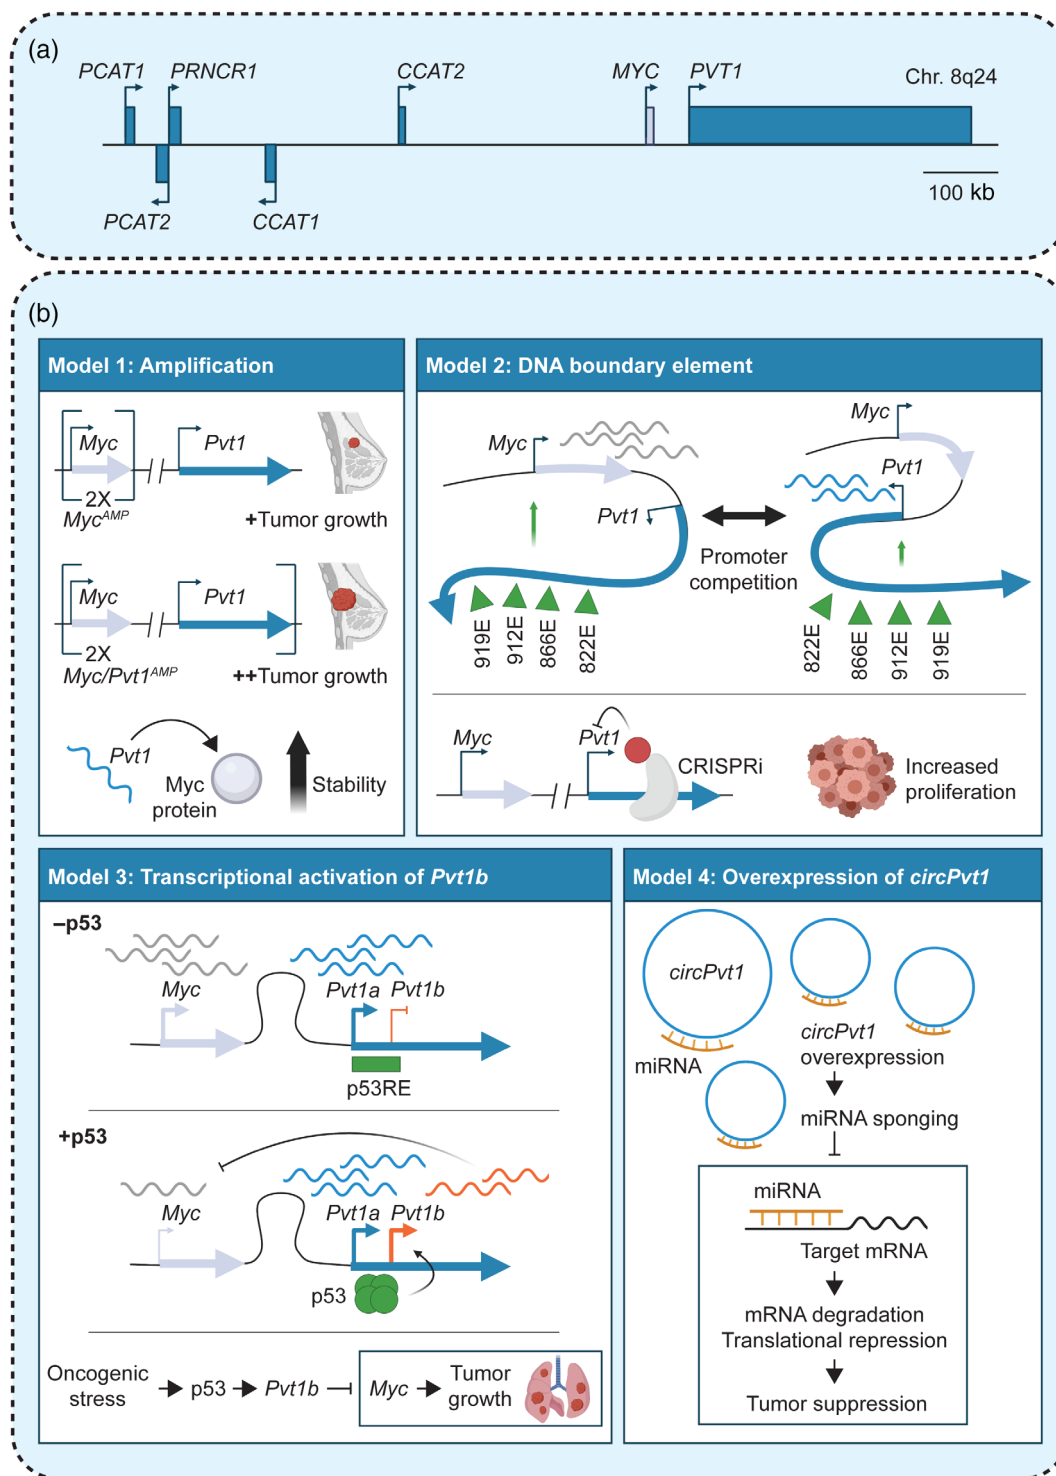 (a)
PCAT1
PRNCR1
CCAT2
MYC
PVT1
Chr. 8q24
PCAT2
CCAT1
100 kb
(b)
Model 1: Amplification
Myc
Pvt1
2X
Myc^AMP
+Tumor growth
Myc
Pvt1
2X
Myc/Pvt1^AMP
++Tumor growth
Pvt1
Myc
protein
Stability
Model 2: DNA boundary element
Myc
Pvt1
919E
912E
866E
822E
Promoter
competition
Myc
Pvt1
822E
866E
912E
919E
Myc
Pvt1
CRISPRi
Increased
proliferation
Model 3: Transcriptional activation of Pvt1b
–p53
Myc
Pvt1a
Pvt1b
p53RE
+p53
Myc
Pvt1a
Pvt1b
p53
Oncogenic
stress
p53
Pvt1b
Myc
Tumor
growth
Model 4: Overexpression of circPvt1
circPvt1
miRNA
circPvt1
overexpression
miRNA sponging
miRNA
Target mRNA
mRNA degradation
Translational repression
Tumor suppression